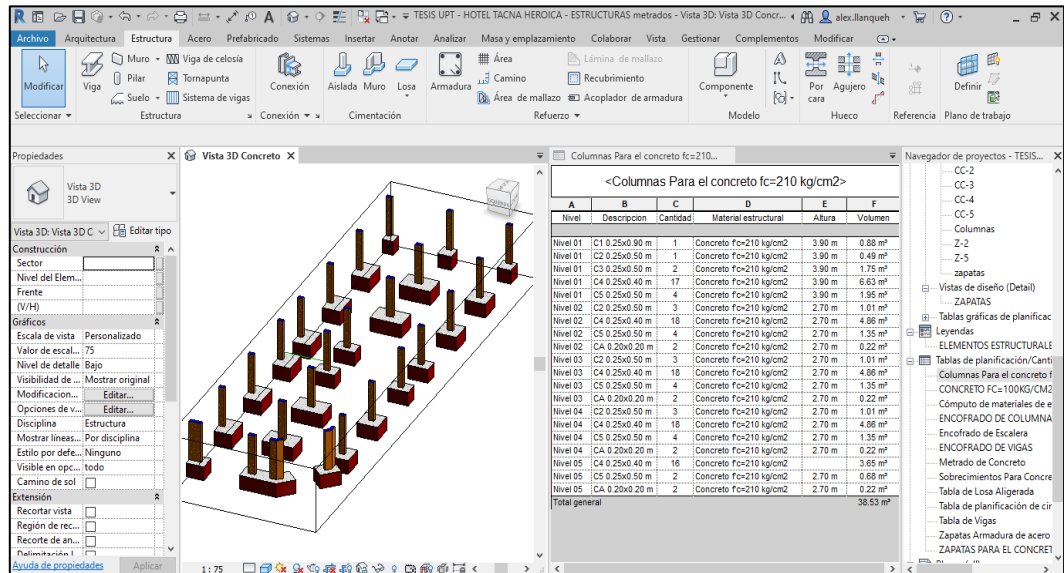 TESIS UPT - HOTEL TACNA HEROICA - ESTRUCTURAS metrados - Vista 3D: Vista 3D Concr... alex.llanqueh
Archivo Arquitectura Estructura Acero Prefabricado Sistemas Insertar Anotar Analizar Masa y emplazamiento Colaborar Vista Gestionar Complementos Modificar
Modificar
Viga
Muro
Pilar
Suelo
Viga de celosía
Tornapunta
Sistema de vigas
Conexión
Aislada Muro Losa
Armadura
Área
Camino
Área de mallazo
Lámina de mallazo
Recubrimiento
Acoplador de armadura
Componente
Por cara
Agujero
Definir
Seleccionar Estructura Conexión Cimentación Refuerzo Modelo Hueco Referencia Plano de trabajo
Propiedades
Vista 3D
3D View
Vista 3D: Vista 3D C Editar tipo
Construcción
Sector
Nivel del Elem...
Frente
(V/H)
Gráficos
Escala de vista Personalizado
Valor de escal... 75
Nivel de detalle Bajo
Visibilidad de ... Mostrar original
Modificacion... Editar...
Opciones de v... Editar...
Disciplina Estructura
Mostrar líneas... Por disciplina
Estilo por defe... Ninguno
Visible en opc... todo
Camino de sol
Extensión
Recortar vista
Región de rec...
Recorte de an...
Ayuda de propiedades Aplicar
Vista 3D Concreto
1 : 75
Columnas Para el concreto fc=210...
<Columnas Para el concreto fc=210 kg/cm2>
A B C D E F
Nivel Descripcion Cantidad Material estructural Altura Volumen
Nivel 01 C1 0.25x0.90 m 1 Concreto f'c=210 kg/cm2 3.90 m 0.88 m³
Nivel 01 C2 0.25x0.50 m 1 Concreto f'c=210 kg/cm2 3.90 m 0.49 m³
Nivel 01 C3 0.25x0.50 m 2 Concreto f'c=210 kg/cm2 3.90 m 1.75 m³
Nivel 01 C4 0.25x0.40 m 17 Concreto f'c=210 kg/cm2 3.90 m 6.63 m³
Nivel 01 C5 0.25x0.50 m 4 Concreto f'c=210 kg/cm2 3.90 m 1.95 m³
Nivel 02 C2 0.25x0.50 m 3 Concreto f'c=210 kg/cm2 2.70 m 1.01 m³
Nivel 02 C4 0.25x0.40 m 18 Concreto f'c=210 kg/cm2 2.70 m 4.86 m³
Nivel 02 C5 0.25x0.50 m 4 Concreto f'c=210 kg/cm2 2.70 m 1.35 m³
Nivel 02 CA 0.20x0.20 m 2 Concreto f'c=210 kg/cm2 2.70 m 0.22 m³
Nivel 03 C2 0.25x0.50 m 3 Concreto f'c=210 kg/cm2 2.70 m 1.01 m³
Nivel 03 C4 0.25x0.40 m 18 Concreto f'c=210 kg/cm2 2.70 m 4.86 m³
Nivel 03 C5 0.25x0.50 m 4 Concreto f'c=210 kg/cm2 2.70 m 1.35 m³
Nivel 03 CA 0.20x0.20 m 2 Concreto f'c=210 kg/cm2 2.70 m 0.22 m³
Nivel 04 C2 0.25x0.50 m 3 Concreto f'c=210 kg/cm2 2.70 m 1.01 m³
Nivel 04 C4 0.25x0.40 m 18 Concreto f'c=210 kg/cm2 2.70 m 4.86 m³
Nivel 04 C5 0.25x0.50 m 4 Concreto f'c=210 kg/cm2 2.70 m 1.35 m³
Nivel 04 CA 0.20x0.20 m 2 Concreto f'c=210 kg/cm2 2.70 m 0.22 m³
Nivel 05 C4 0.25x0.40 m 16 Concreto f'c=210 kg/cm2 3.65 m³
Nivel 05 C5 0.25x0.50 m 2 Concreto f'c=210 kg/cm2 2.70 m 0.68 m³
Nivel 05 CA 0.20x0.20 m 2 Concreto f'c=210 kg/cm2 2.70 m 0.22 m³
Total general 38.53 m³
Navegador de proyectos - TESIS...
CC-2
CC-3
CC-4
CC-5
Columnas
Z-2
Z-5
zapatas
Vistas de diseño (Detail)
ZAPATAS
Tablas gráficas de planificac
Leyendas
ELEMENTOS ESTRUCTURALE
Tablas de planificación/Canti
Columnas Para el concreto f
CONCRETO FC=100KG/CM2
Cómputo de materiales de e
ENCOFRADO DE COLUMNA
Encofrado de Escalera
ENCOFRADO DE VIGAS
Metrado de Concreto
Sobrecimientos Para Concre
Tabla de Losa Aligerada
Tabla de planificación de cir
Tabla de Vigas
Zapatas Armadura de acero
ZAPATAS PARA EL CONCRET